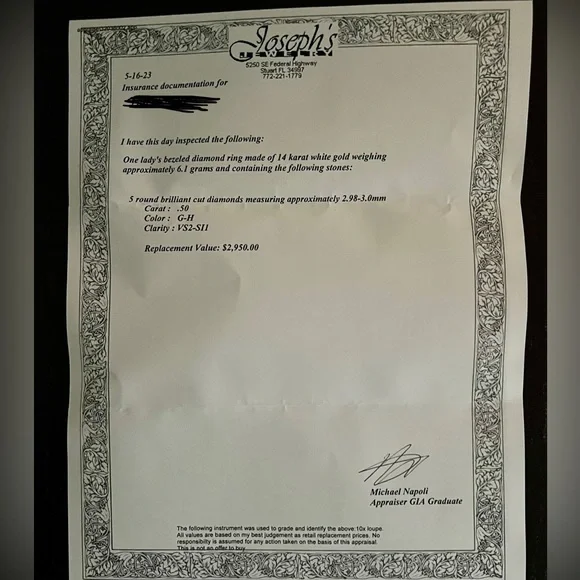 Joseph's
JEWELRY
5250 SE Federal Highway
Stuart FL 34997
772-221-1779
5-16-23
Insurance documentation for
I have this day inspected the following:
One lady's bezeled diamond ring made of 14 karat white gold weighing
approximately 6.1 grams and containing the following stones:
5 round brilliant cut diamonds measuring approximately 2.98-3.0mm
Carat : .50
Color : G-H
Clarity : VS2-SI1
Replacement Value: $2,950.00
Michael Napoli
Appraiser GIA Graduate
The following instrument was used to grade and identify the above:10x loupe.
All values are based on my best judgement as retail replacement prices. No
responsibilty is assumed for any action taken on the basis of this appraisal.
This is not an offer to buy